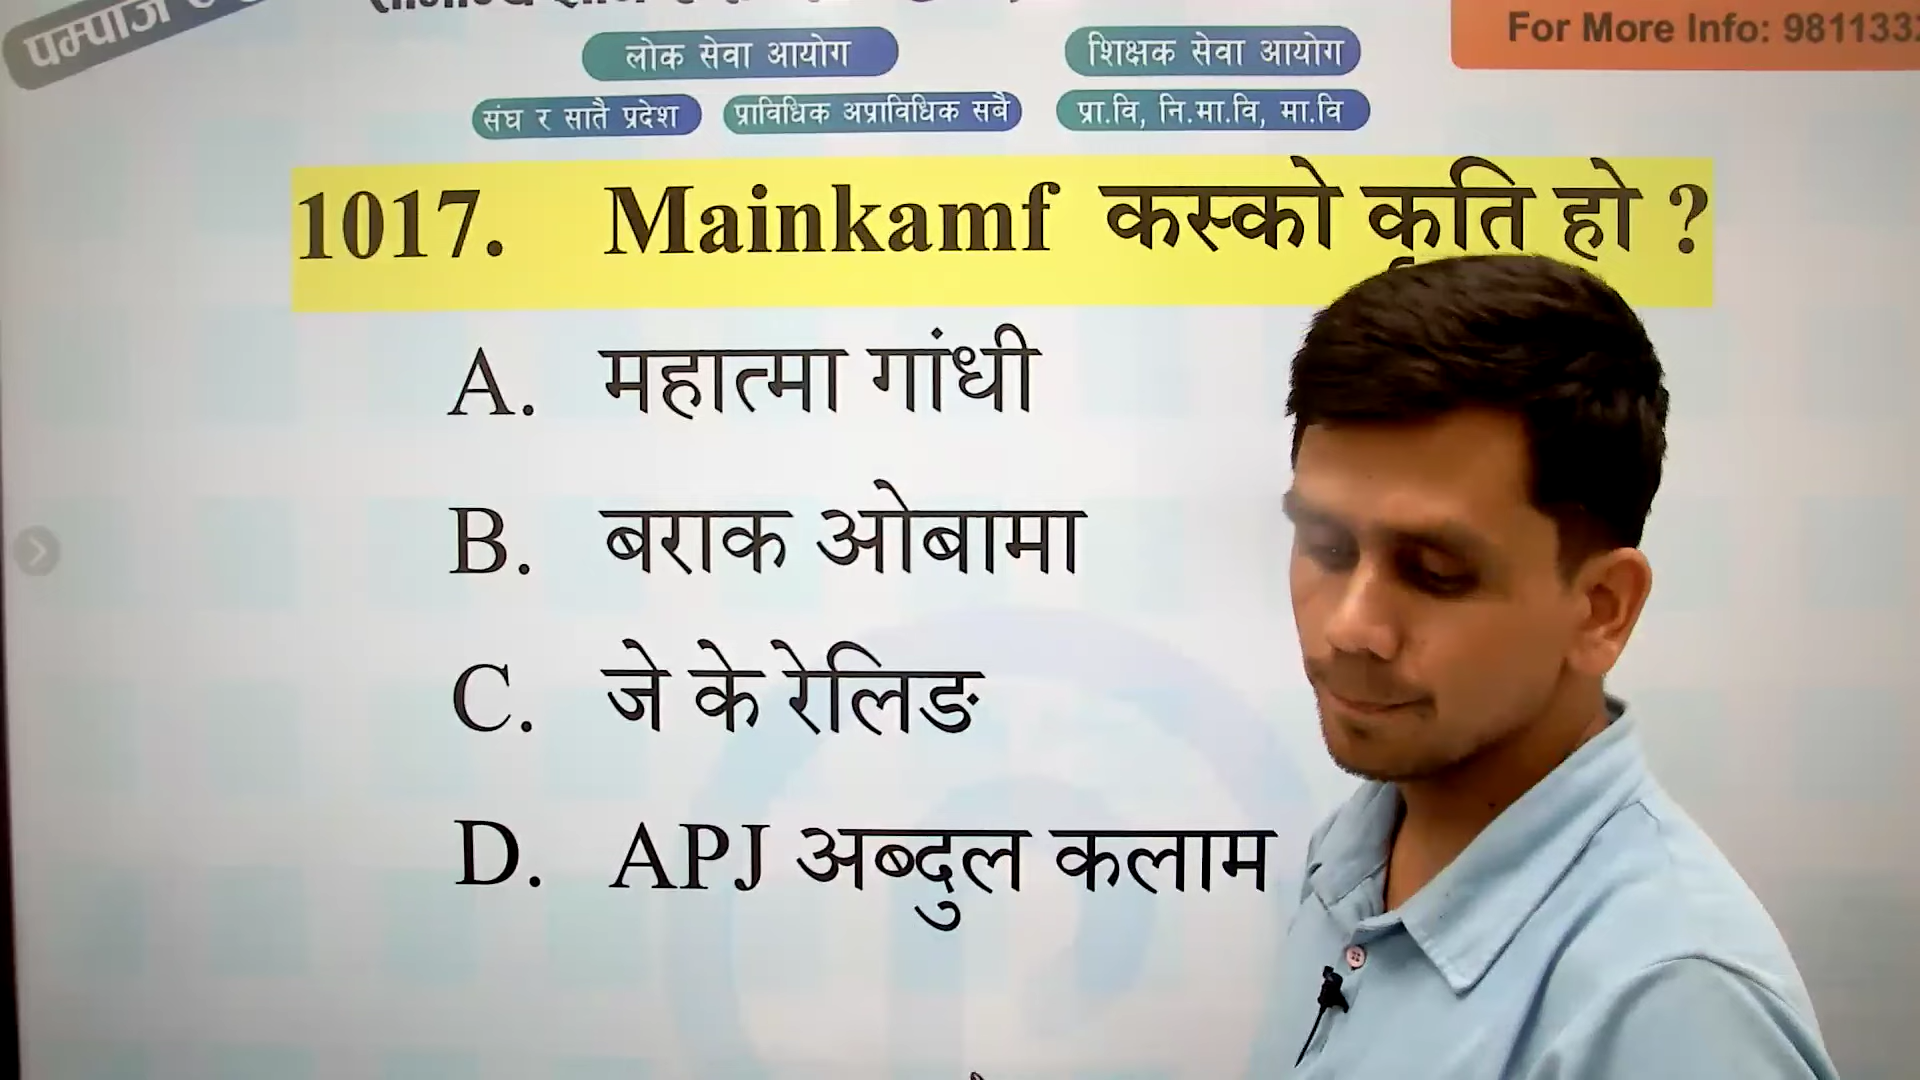 पम्पाज
लोक सेवा आयोग
शिक्षक सेवा आयोग
For More Info: 981133
संघ र सातै प्रदेश
प्राविधिक अप्राविधिक सबै
प्रा.वि, नि.मा.वि, मा.वि
1017. Mainkamf कस्को कृति हो ?
A. महात्मा गांधी
B. बराक ओबामा
C. जे के रेलिङ
D. APJ अब्दुल कलाम